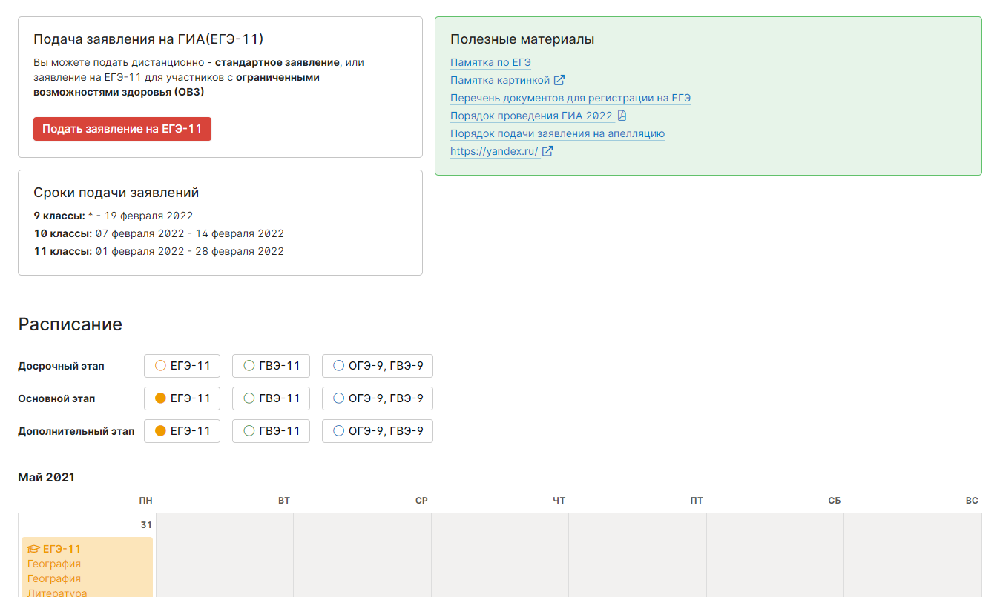 Подача заявления на ГИА(ЕГЭ-11)
Вы можете подать дистанционно - стандартное заявление, или
заявление на ЕГЭ-11 для участников с ограниченными
возможностями здоровья (ОВЗ)
Подать заявление на ЕГЭ-11
Полезные материалы
Памятка по ЕГЭ
Памятка картинкой
Перечень документов для регистрации на ЕГЭ
Порядок проведения ГИА 2022
Порядок подачи заявления на апелляцию
https://yandex.ru/
Сроки подачи заявлений
9 классы: * - 19 февраля 2022
10 классы: 07 февраля 2022 - 14 февраля 2022
11 классы: 01 февраля 2022 - 28 февраля 2022
Расписание
Досрочный этап ЕГЭ-11 ГВЭ-11 ОГЭ-9, ГВЭ-9
Основной этап ЕГЭ-11 ГВЭ-11 ОГЭ-9, ГВЭ-9
Дополнительный этап ЕГЭ-11 ГВЭ-11 ОГЭ-9, ГВЭ-9
Май 2021
ПН ВТ СР ЧТ ПТ СБ ВС
31
ЕГЭ-11
География
География
Литература